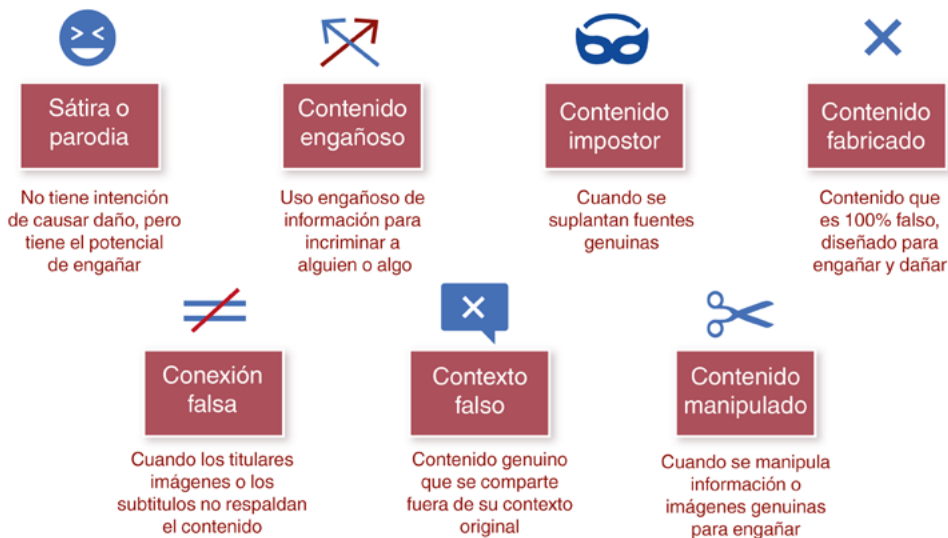 Sátira o
parodia
No tiene intención
de causar daño, pero
tiene el potencial
de engañar
Contenido
engañoso
Uso engañoso de
información para
incriminar a
alguien o algo
Contenido
impostor
Cuando se
suplantan fuentes
genuinas
Contenido
fabricado
Contenido que
es 100% falso,
diseñado para
engañar y dañar
Conexión
falsa
Cuando los titulares
imágenes o los
subtitulos no respaldan
el contenido
Contexto
falso
Contenido genuino
que se comparte
fuera de su contexto
original
Contenido
manipulado
Cuando se manipula
información o
imágenes genuinas
para engañar